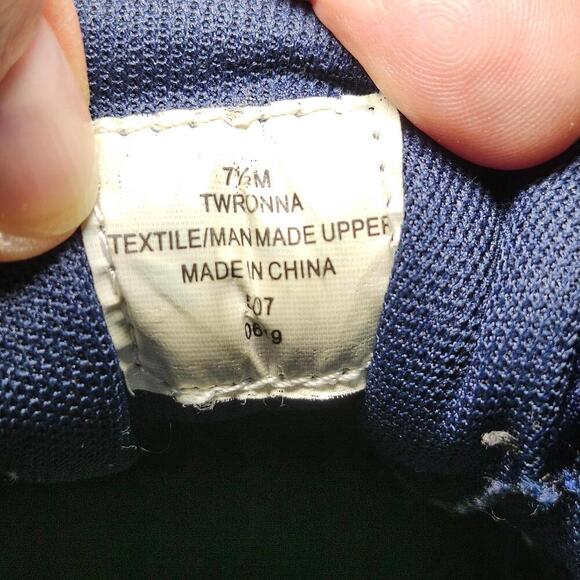 7½M
TWRONNA
TEXTILE/MANMADE UPPER
MADE IN CHINA